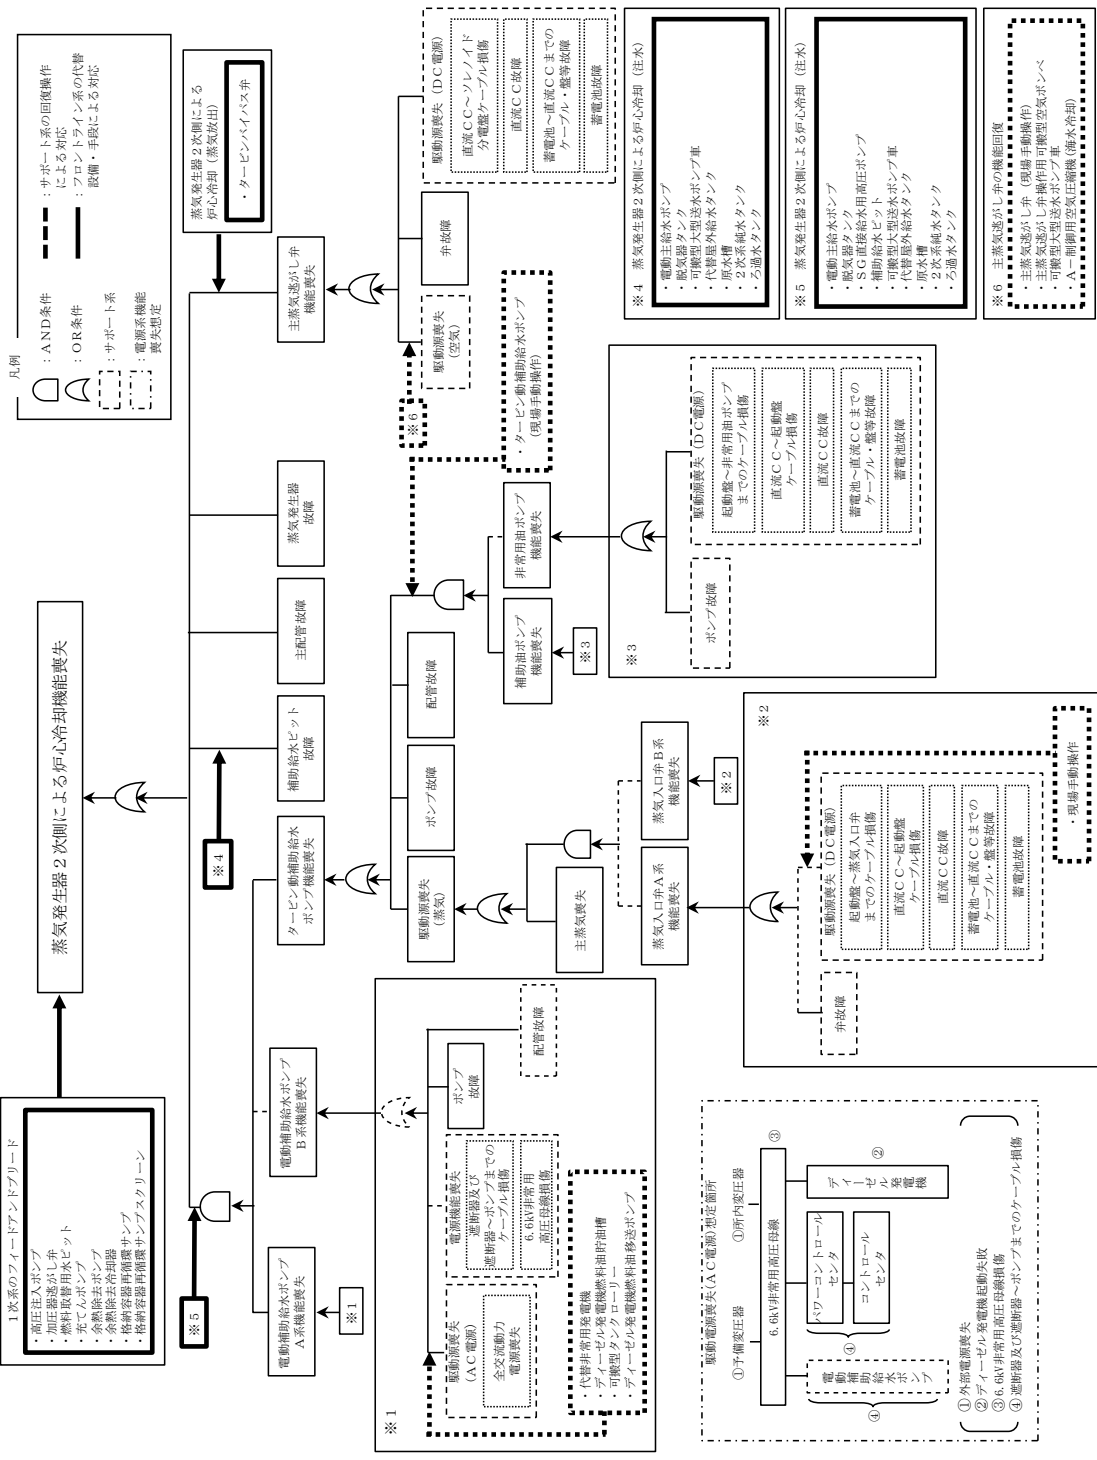 凡例
：AND条件
：OR条件
：サポート系
：電源系機能
喪失想定
：サポート系の回復操作
による対応
：フロントライン系の代替
設備・手段による対応
1次系のフィードアンドブリード
・高圧注入ポンプ
・加圧器逃がし弁
・燃料取替用水ピット
・充てんポンプ
・余熱除去ポンプ
・余熱除去冷却器
・格納容器再循環サンプ
・格納容器再循環サンプスクリーン
蒸気発生器2次側による炉心冷却機能喪失
※5
※4
蒸気発生器2次側による
炉心冷却（蒸気放出）
・タービンバイパス弁
電動補助給水ポンプ
A系機能喪失
※1
電動補助給水ポンプ
B系機能喪失
タービン動補助給水
ポンプ機能喪失
補助給水ピット
故障
主配管故障
蒸気発生器
故障
主蒸気逃がし弁
機能喪失
※1
駆動源喪失
（AC電源）
全交流動力
電源喪失
電源機能喪失
遮断器及び
遮断器～ポンプまでの
ケーブル損傷
6.6kV非常用
高圧母線損傷
ポンプ
故障
配管故障
・代替非常用発電機
・ディーゼル発電機燃料油貯油槽
・可搬型タンクローリー
・ディーゼル発電機燃料油移送ポンプ
駆動源喪失
（蒸気）
ポンプ故障
配管故障
主蒸気喪失
蒸気入口弁A系
機能喪失
蒸気入口弁B系
機能喪失
※2
補助油ポンプ
機能喪失
※3
非常用油ポンプ
機能喪失
・タービン動補助給水ポンプ
（現場手動操作）
※6
駆動源喪失
（空気）
弁故障
駆動源喪失（DC電源）
直流CC～ソレノイド
分電盤ケーブル損傷
直流CC故障
蓄電池～直流CCまでの
ケーブル・盤等故障
蓄電池故障
※2
弁故障
駆動源喪失（DC電源）
起動盤～蒸気入口弁
までのケーブル損傷
直流CC～起動盤
ケーブル損傷
直流CC故障
蓄電池～直流CCまでの
ケーブル・盤等故障
蓄電池故障
・現場手動操作
※3
ポンプ故障
駆動源喪失（DC電源）
起動盤～非常用油ポンプ
までのケーブル損傷
直流CC～起動盤
ケーブル損傷
直流CC故障
蓄電池～直流CCまでの
ケーブル・盤等故障
蓄電池故障
※4　蒸気発生器2次側による炉心冷却（注水）
・電動主給水ポンプ
・脱気器タンク
・可搬型大型送水ポンプ車
・代替屋外給水タンク
・原水槽
・2次系純水タンク
・ろ過水タンク
※5　蒸気発生器2次側による炉心冷却（注水）
・電動主給水ポンプ
・脱気器タンク
・SG直接給水用高圧ポンプ
・補助給水ピット
・可搬型大型送水ポンプ車
・代替屋外給水タンク
・原水槽
・2次系純水タンク
・ろ過水タンク
※6　主蒸気逃がし弁の機能回復
・主蒸気逃がし弁（現場手動操作）
・主蒸気逃がし弁操作用可搬型空気ボンベ
・可搬型大型送水ポンプ車
・A－制御用空気圧縮機（海水冷却）
駆動電源喪失（AC電源）想定箇所
①予備変圧器
①所内変圧器
6.6kV非常用高圧母線
③
電動補助給水ポンプ
④
パワーコントロール
センタ
コントロール
センタ
④
ディーゼル発電機
②
①外部電源喪失
②ディーゼル発電機起動失敗
③6.6kV非常用高圧母線損傷
④遮断器及び遮断器～ポンプまでのケーブル損傷